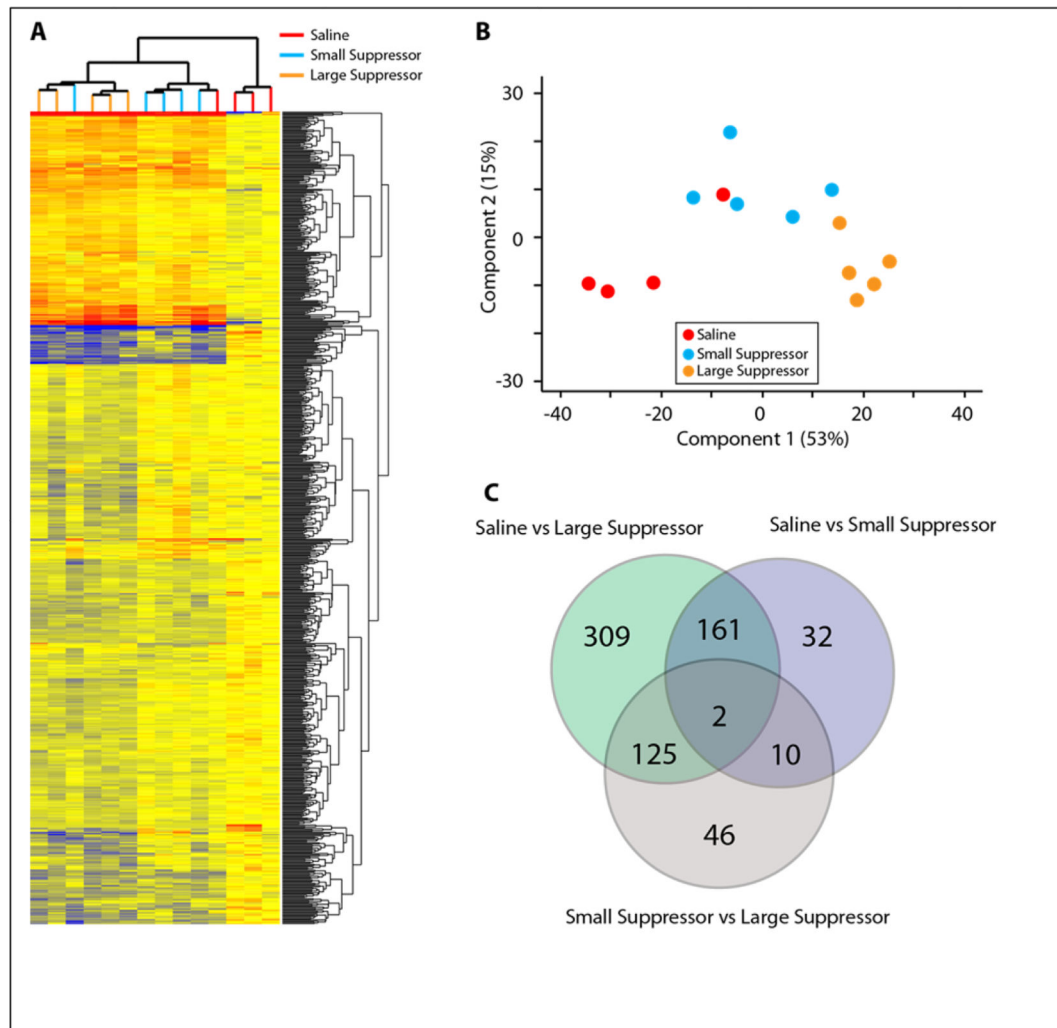 A
Saline
Small Suppressor
Large Suppressor
B
30
0
-30
Component 2 (15%)
Saline
Small Suppressor
Large Suppressor
-40
-20
0
20
40
Component 1 (53%)
C
Saline vs Large Suppressor
Saline vs Small Suppressor
309
161
32
2
125
10
46
Small Suppressor vs Large Suppressor